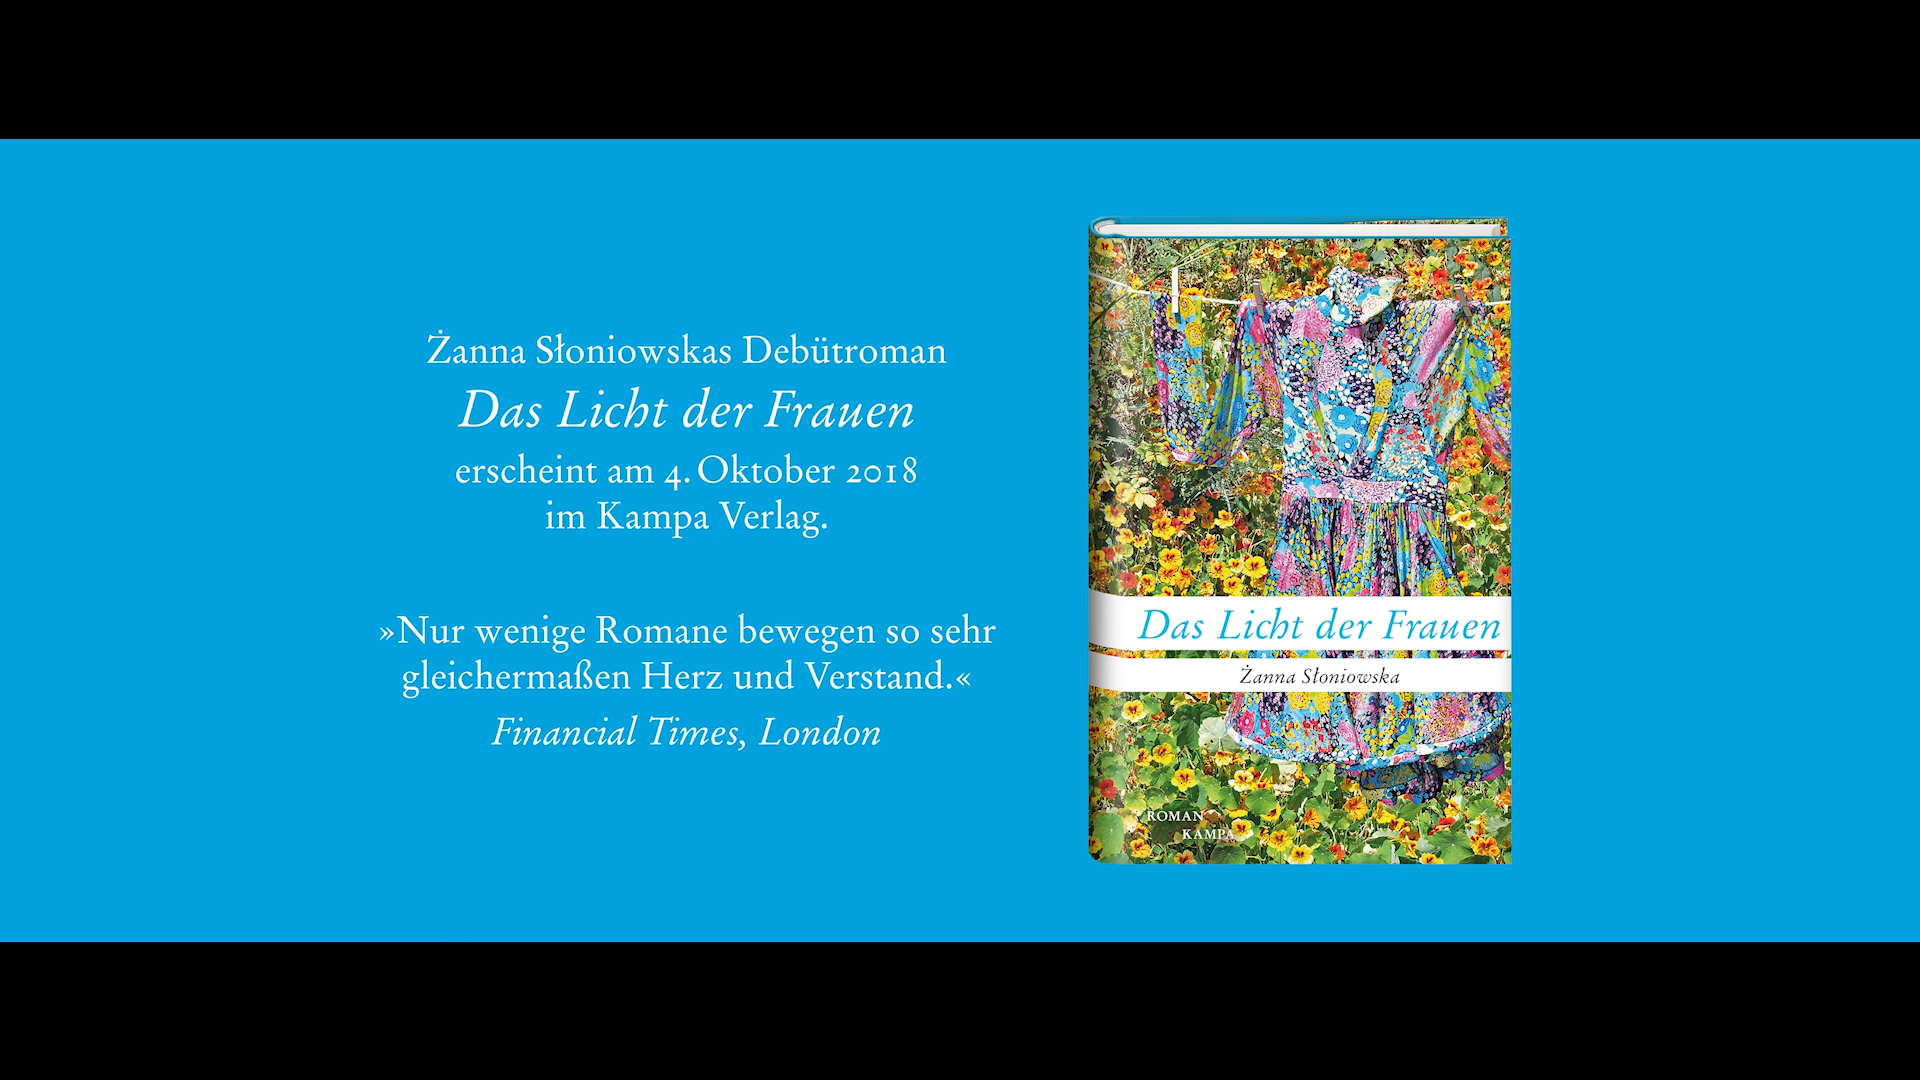 Żanna Słoniowskas Debütroman
Das Licht der Frauen
erscheint am 4. Oktober 2018
im Kampa Verlag.
»Nur wenige Romane bewegen so sehr
gleichermaßen Herz und Verstand.«
Financial Times, London
Das Licht der Frauen
Żanna Słoniowska
ROMAN
KAMPA